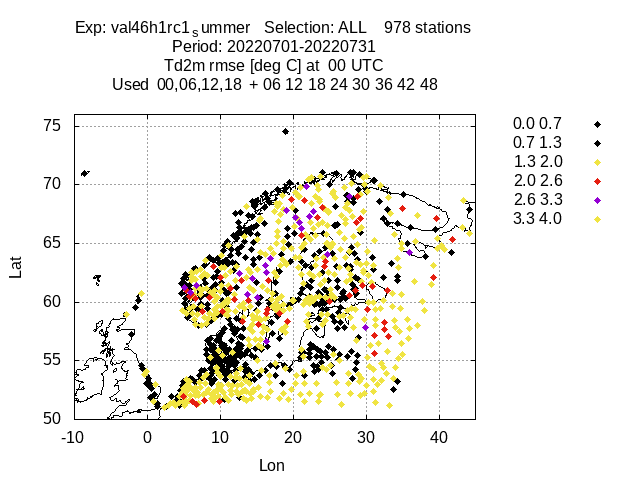 Exp: val46h1rc1summer Selection: ALL 978 stations
Period: 20220701-20220731
Td2m rmse [deg C] at 00 UTC
Used 00,06,12,18 + 06 12 18 24 30 36 42 48
0.0 0.7
0.7 1.3
1.3 2.0
2.0 2.6
2.6 3.3
3.3 4.0
75
70
65
60
55
50
Lat
-10 0 10 20 30 40
Lon